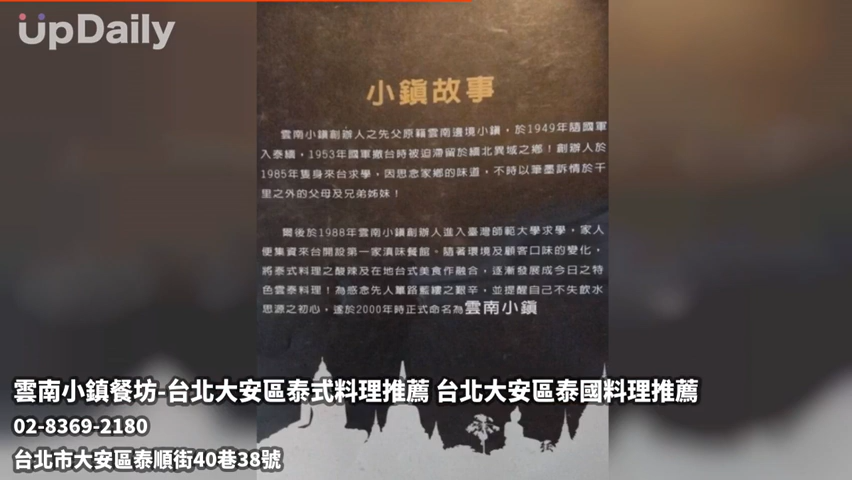 UpDaily
小鎮故事
雲南小鎮創辦人之先父原籍雲南邊境小鎮，於1949年隨國軍
入泰緬，1953年國軍撤台時被迫滯留於緬北異域之鄉！創辦人於
1985年隻身來台求學，因思念家鄉的味道，不時以筆墨訴情於千
里之外的父母及兄弟姊妹！
爾後於1988年雲南小鎮創辦人進入臺灣師範大學求學，家人
便集資來台開設第一家滇味餐館。隨著環境及顧客口味的變化，
將泰式料理之酸辣及在地台式美食作融合，逐漸發展成今日之特
色雲泰料理！為感念先人篳路藍縷之艱辛，並提醒自己不失飲水
思源之初心，遂於2000年時正式命名為雲南小鎮
雲南小鎮餐坊-台北大安區泰式料理推薦 台北大安區泰國料理推薦
02-8369-2180
台北市大安區泰順街40巷38號